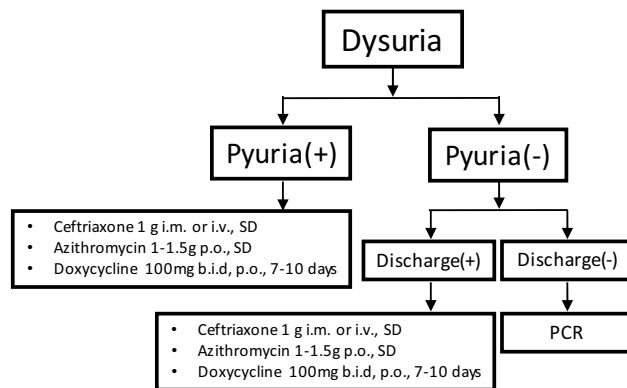 Dysuria
Pyuria(+)
Pyuria(-)
• Ceftriaxone 1 g i.m. or i.v., SD
• Azithromycin 1-1.5g p.o., SD
• Doxycycline 100mg b.i.d, p.o., 7-10 days
Discharge(+)
Discharge(-)
• Ceftriaxone 1 g i.m. or i.v., SD
• Azithromycin 1-1.5g p.o., SD
• Doxycycline 100mg b.i.d, p.o., 7-10 days
PCR